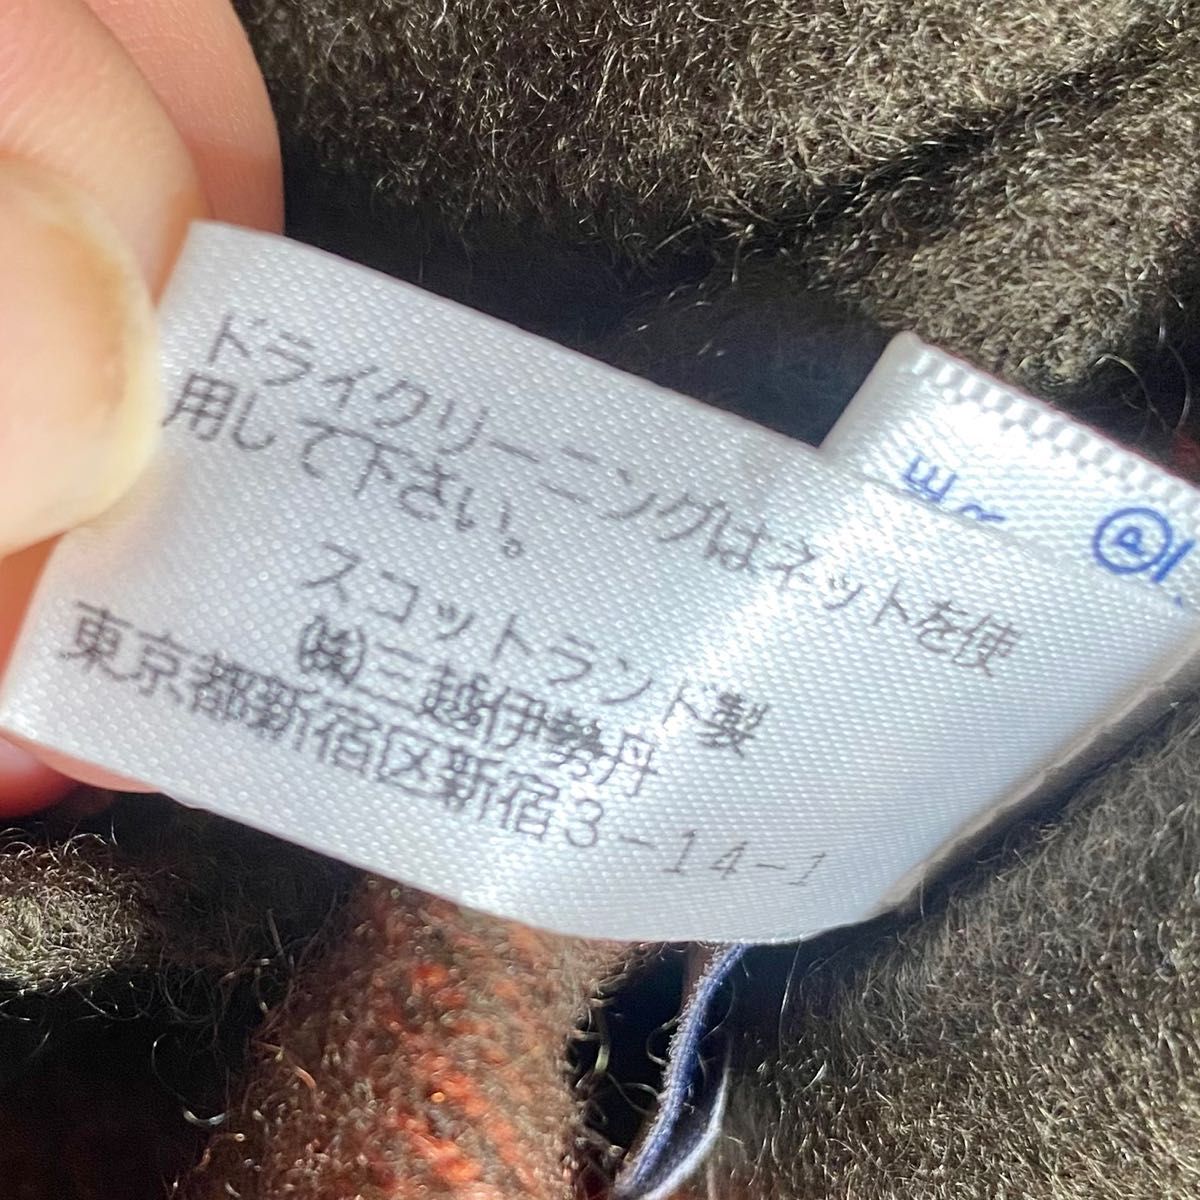 ドライクリーニングはネットを使
用して下さい。
スコットランド製
㈱三越伊勢丹
東京都新宿区新宿3-14-1
Ⓟ